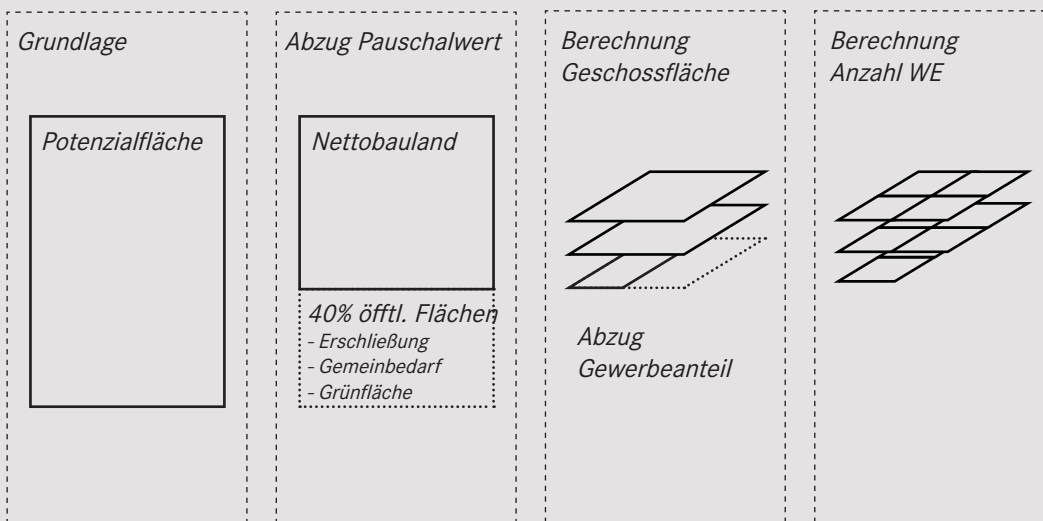 Grundlage
Potenzialfläche
Abzug Pauschalwert
Nettobauland
40% öfftl. Flächen
- Erschließung
- Gemeinbedarf
- Grünfläche
Berechnung
Geschossfläche
Abzug
Gewerbeanteil
Berechnung
Anzahl WE